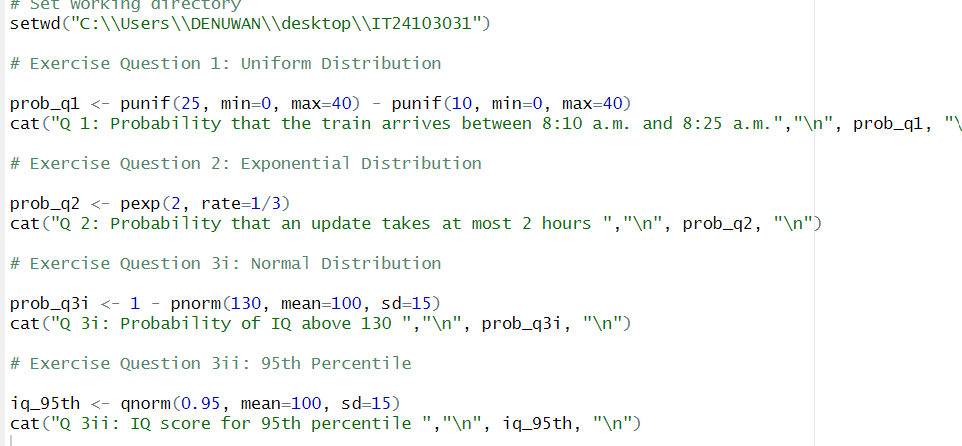 # Set working directory
setwd("C:\\Users\\DENUWAN\\desktop\\IT24103031")
# Exercise Question 1: Uniform Distribution
prob_q1 <- punif(25, min=0, max=40) - punif(10, min=0, max=40)
cat("Q 1: Probability that the train arrives between 8:10 a.m. and 8:25 a.m.","\n", prob_q1, "\
# Exercise Question 2: Exponential Distribution
prob_q2 <- pexp(2, rate=1/3)
cat("Q 2: Probability that an update takes at most 2 hours ","\n", prob_q2, "\n")
# Exercise Question 3i: Normal Distribution
prob_q3i <- 1 - pnorm(130, mean=100, sd=15)
cat("Q 3i: Probability of IQ above 130 ","\n", prob_q3i, "\n")
# Exercise Question 3ii: 95th Percentile
iq_95th <- qnorm(0.95, mean=100, sd=15)
cat("Q 3ii: IQ score for 95th percentile ","\n", iq_95th, "\n")